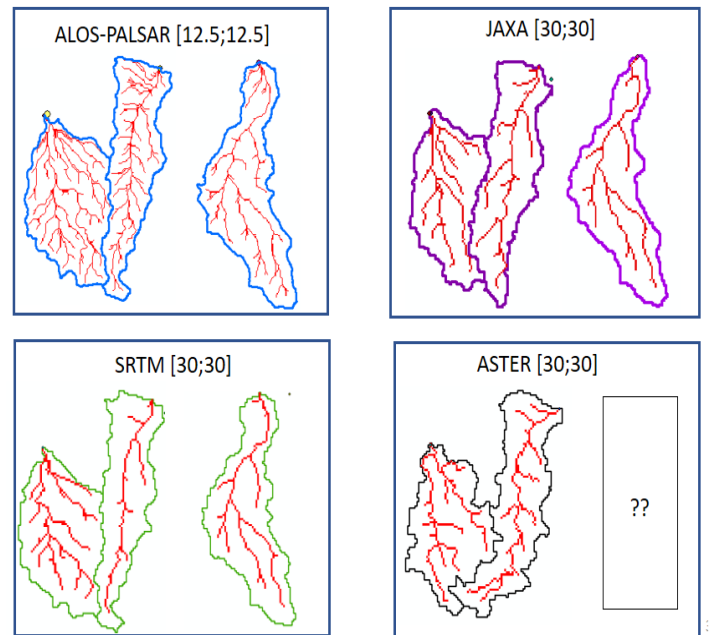 ALOS-PALSAR [12.5;12.5]
JAXA [30;30]
SRTM [30;30]
ASTER [30;30]
??